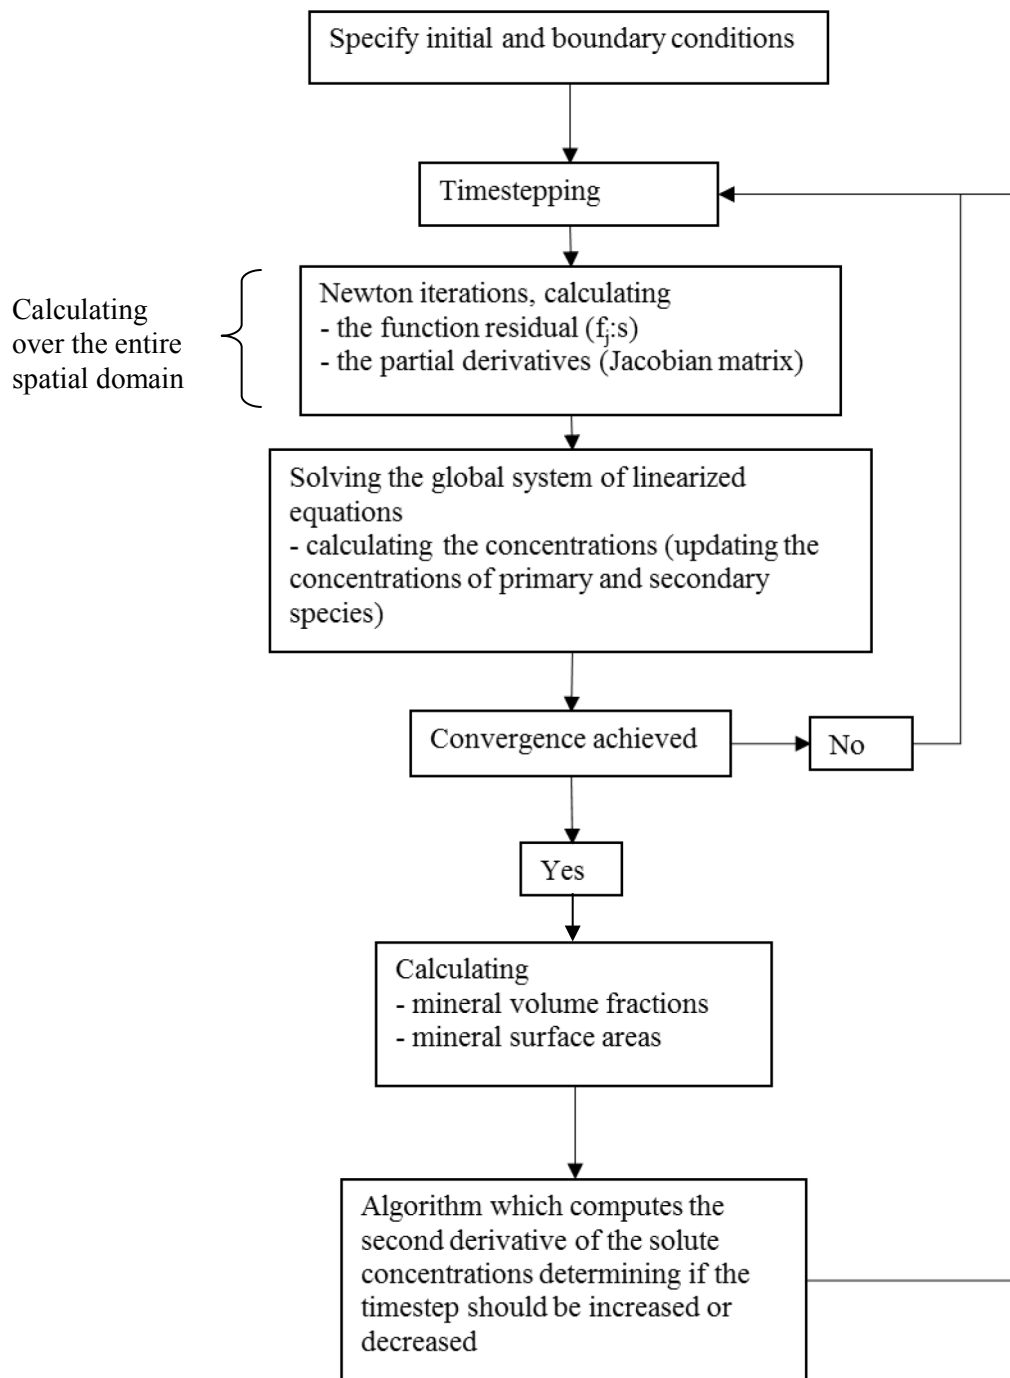 Specify initial and boundary conditions
Timestepping
Calculating
over the entire
spatial domain
Newton iterations, calculating
- the function residual (fj:s)
- the partial derivatives (Jacobian matrix)
Solving the global system of linearized
equations
- calculating the concentrations (updating the
concentrations of primary and secondary
species)
Convergence achieved
No
Yes
Calculating
- mineral volume fractions
- mineral surface areas
Algorithm which computes the
second derivative of the solute
concentrations determining if the
timestep should be increased or
decreased